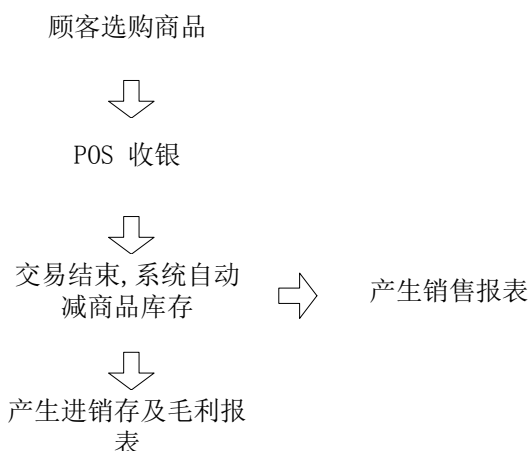 顾客选购商品
POS 收银
交易结束,系统自动
减商品库存
产生销售报表
产生进销存及毛利报
表